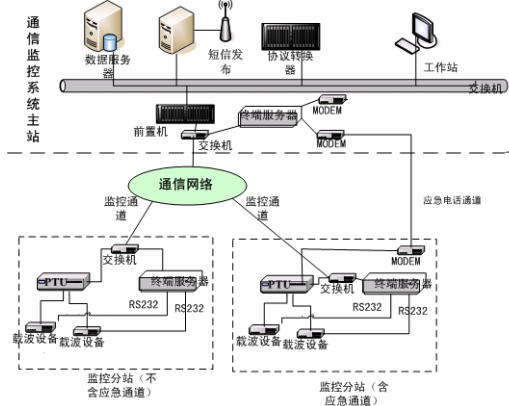 通信监控系统主站
数据服务
器
短信发
布
协议转换
器
工作站
交换机
前置机
交换机
终端服务器
MODEM
MODEM
通信网络
监控通
道
监控通
道
应急电话通道
交换机
PTU
终端服务器
RS232
RS232
载波设备
载波设备
监控分站（不
含应急通道）
MODEM
PTU
交换机
终端服务器
RS232
RS232
载波设备
载波设备
监控分站（含
应急通道）